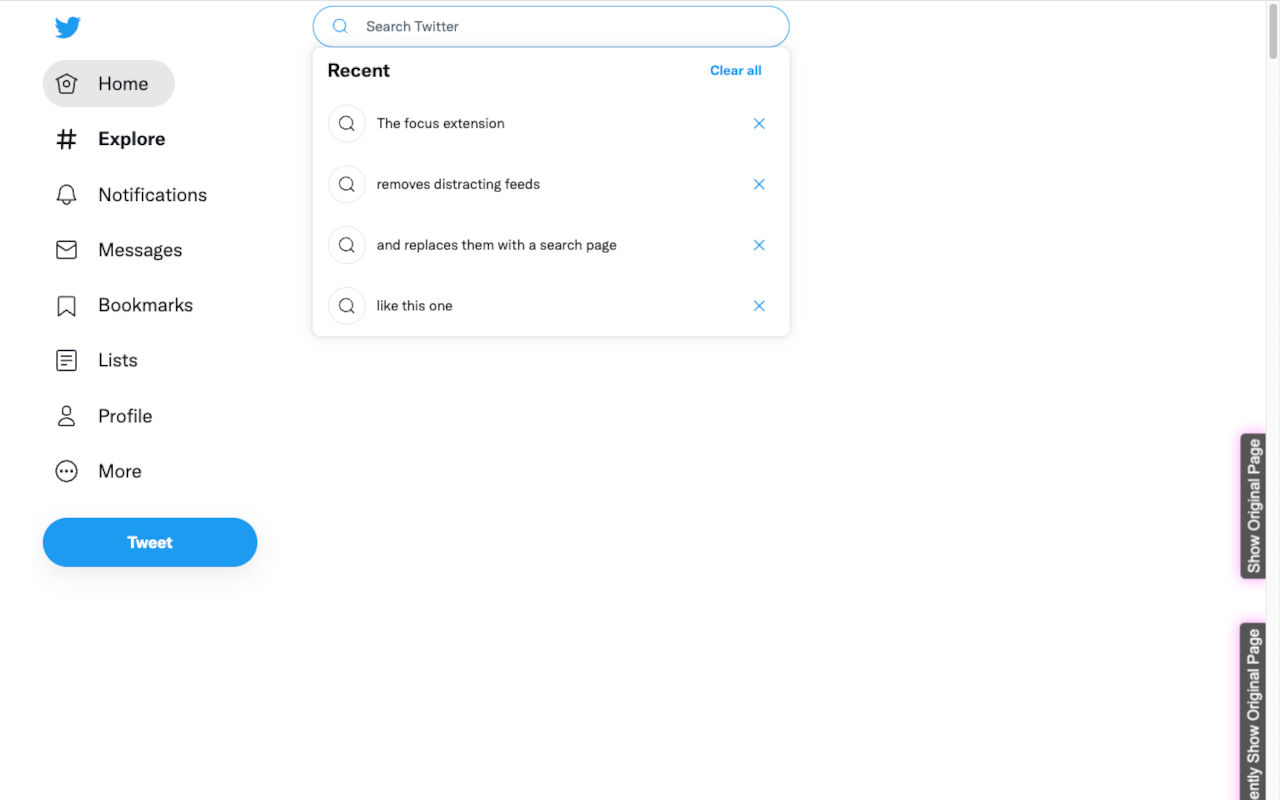 Search Twitter
Home
Explore
Notifications
Messages
Bookmarks
Lists
Profile
More
Tweet
Recent
Clear all
The focus extension
removes distracting feeds
and replaces them with a search page
like this one
Show Original Page
ently Show Original Page